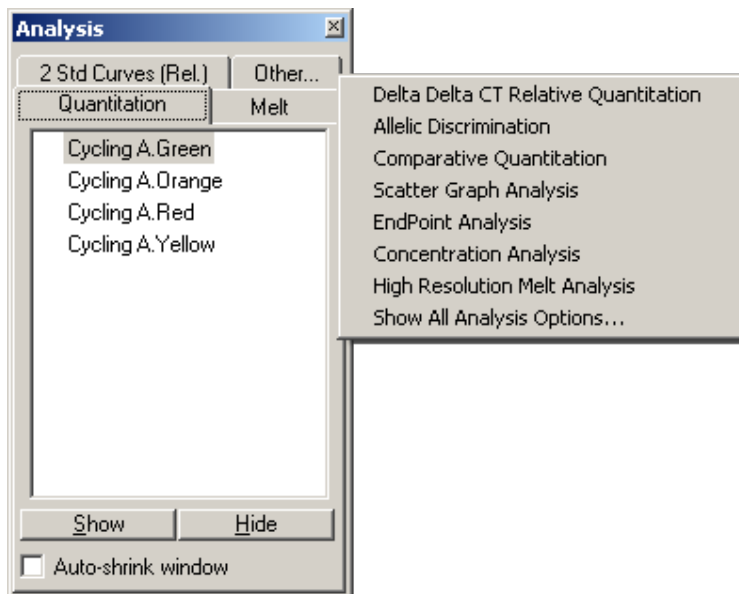 Analysis
2 Std Curves (Rel.)
Other...
Quantitation
Melt
Cycling A.Green
Cycling A.Orange
Cycling A.Red
Cycling A.Yellow
Show
Hide
Auto-shrink window
Delta Delta CT Relative Quantitation
Allelic Discrimination
Comparative Quantitation
Scatter Graph Analysis
EndPoint Analysis
Concentration Analysis
High Resolution Melt Analysis
Show All Analysis Options...